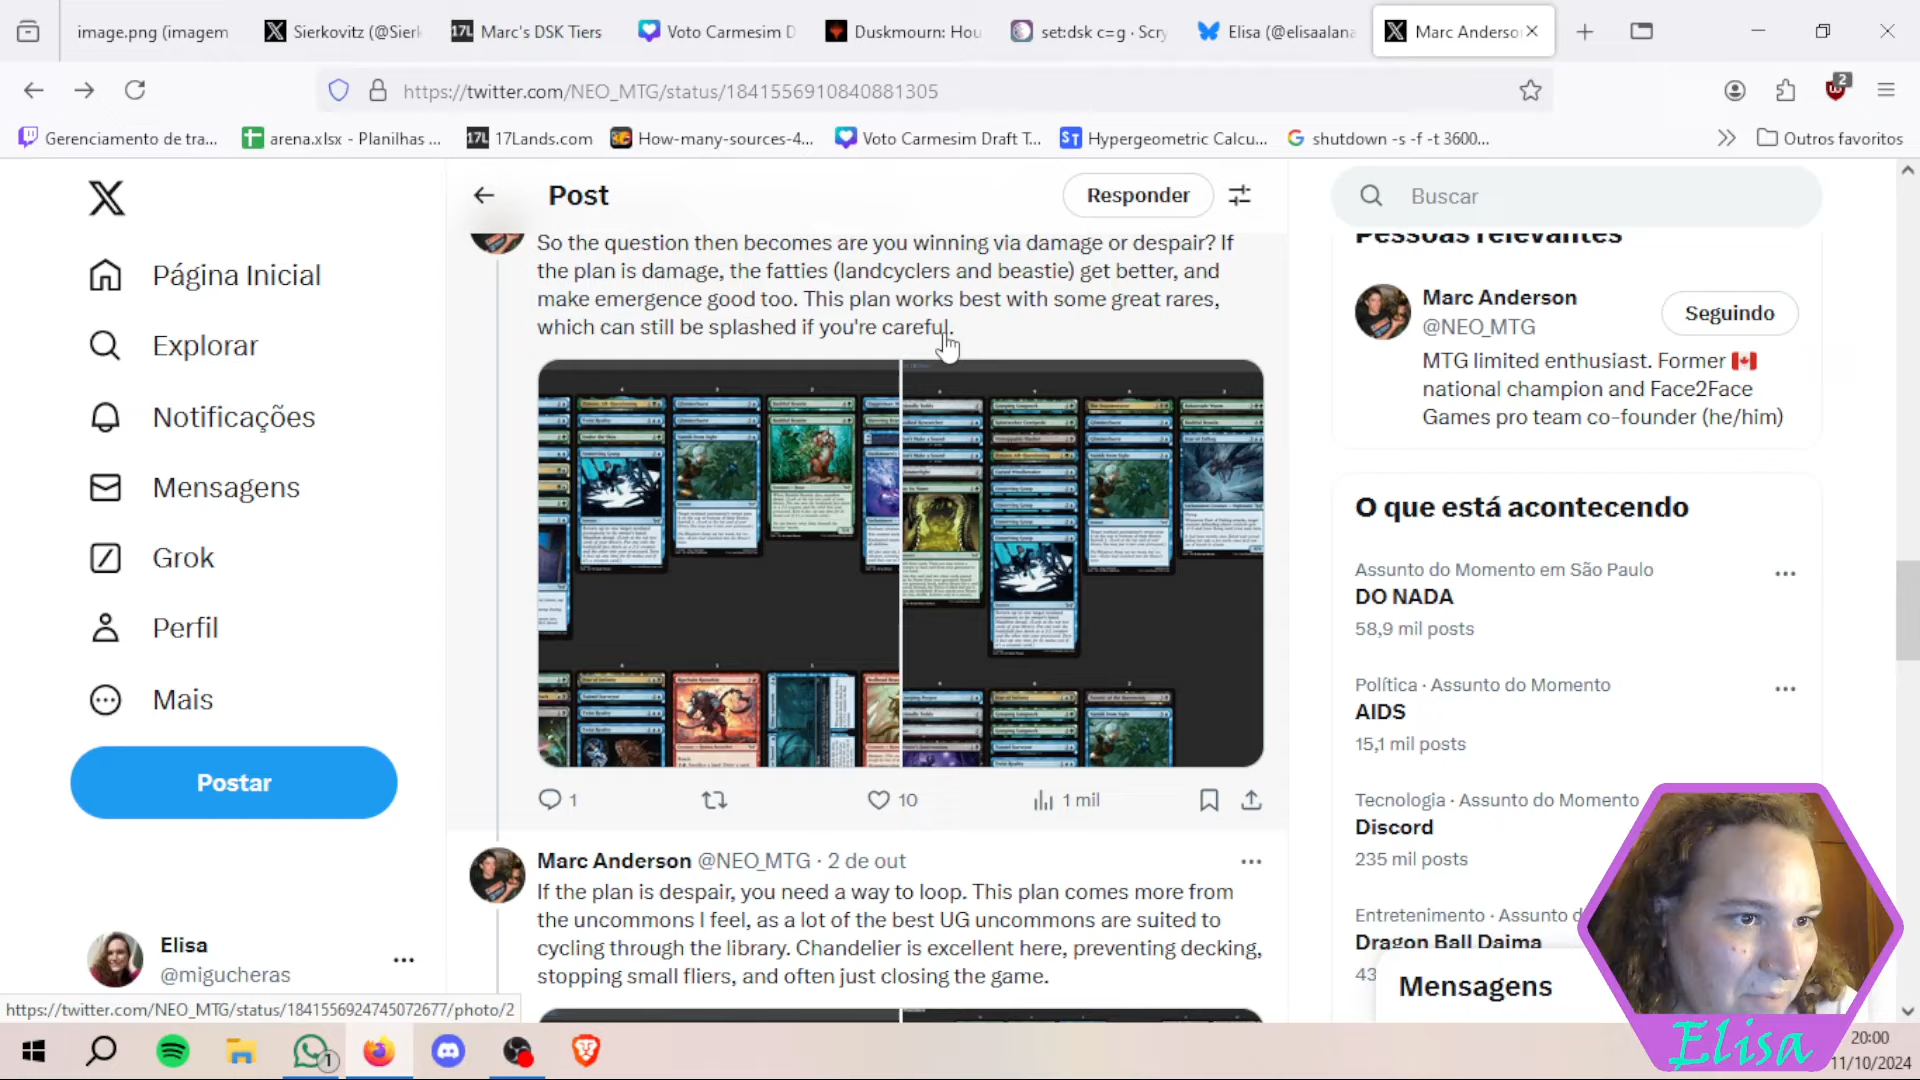 image.png (imagem
Sierkovitz (@Sierk
Marc's DSK Tiers
Voto Carmesim D
Duskmourn: Hou
set:dsk c=g · Scry
Elisa (@elisaalana
Marc Anderso
https://twitter.com/NEO_MTG/status/1841556910840881305
2
Gerenciamento de tra...
arena.xlsx - Planilhas ...
17L 17Lands.com
How-many-sources-4...
Voto Carmesim Draft T...
ST Hypergeometric Calcu...
shutdown -s -f -t 3600...
Outros favoritos
Página Inicial
Explorar
Notificações
Mensagens
Grok
Perfil
Mais
Postar
Elisa
@migucheras
Post
Responder
So the question then becomes are you winning via damage or despair? If
the plan is damage, the fatties (landcyclers and beastie) get better, and
make emergence good too. This plan works best with some great rares,
which can still be splashed if you're careful.
1
10
1 mil
Marc Anderson @NEO_MTG · 2 de out
If the plan is despair, you need a way to loop. This plan comes more from
the uncommons I feel, as a lot of the best UG uncommons are suited to
cycling through the library. Chandelier is excellent here, preventing decking,
stopping small fliers, and often just closing the game.
Buscar
Pessoas relevantes
Marc Anderson
@NEO_MTG
Seguindo
MTG limited enthusiast. Former
national champion and Face2Face
Games pro team co-founder (he/him)
O que está acontecendo
Assunto do Momento em São Paulo
DO NADA
58,9 mil posts
Política · Assunto do Momento
AIDS
15,1 mil posts
Tecnologia · Assunto do Momento
Discord
235 mil posts
Entretenimento · Assunto d
Dragon Ball Daima
43
Mensagens
Elisa
https://twitter.com/NEO_MTG/status/1841556924745072677/photo/2
1
20:00
11/10/2024